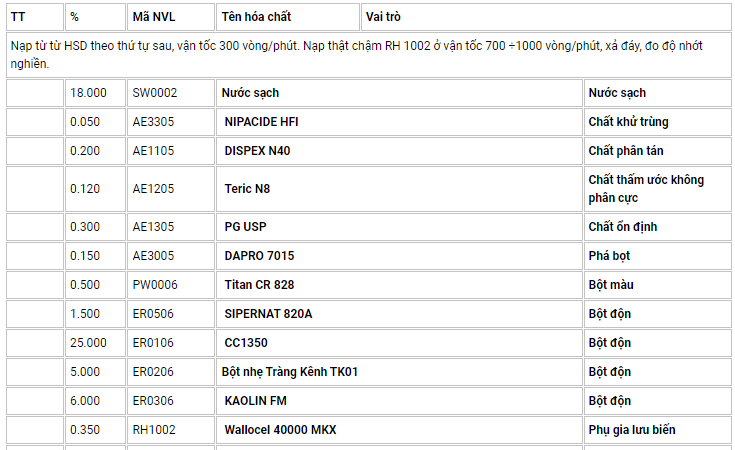 TT % Mã NVL Tên hóa chất Vai trò
Nạp từ từ HSD theo thứ tự sau, vận tốc 300 vòng/phút. Nạp thật chậm RH 1002 ở vận tốc 700 ÷1000 vòng/phút, xả đáy, đo độ nhớt
nghiền.
18.000 SW0002 Nước sạch Nước sạch
0.050 AE3305 NIPACIDE HFI Chất khử trùng
0.200 AE1105 DISPEX N40 Chất phân tán
0.120 AE1205 Teric N8 Chất thấm ước không
phân cực
0.300 AE1305 PG USP Chất ổn định
0.150 AE3005 DAPRO 7015 Phá bọt
0.500 PW0006 Titan CR 828 Bột màu
1.500 ER0506 SIPERNAT 820A Bột độn
25.000 ER0106 CC1350 Bột độn
5.000 ER0206 Bột nhẹ Tràng Kênh TK01 Bột độn
6.000 ER0306 KAOLIN FM Bột độn
0.350 RH1002 Wallocel 40000 MKX Phụ gia lưu biến